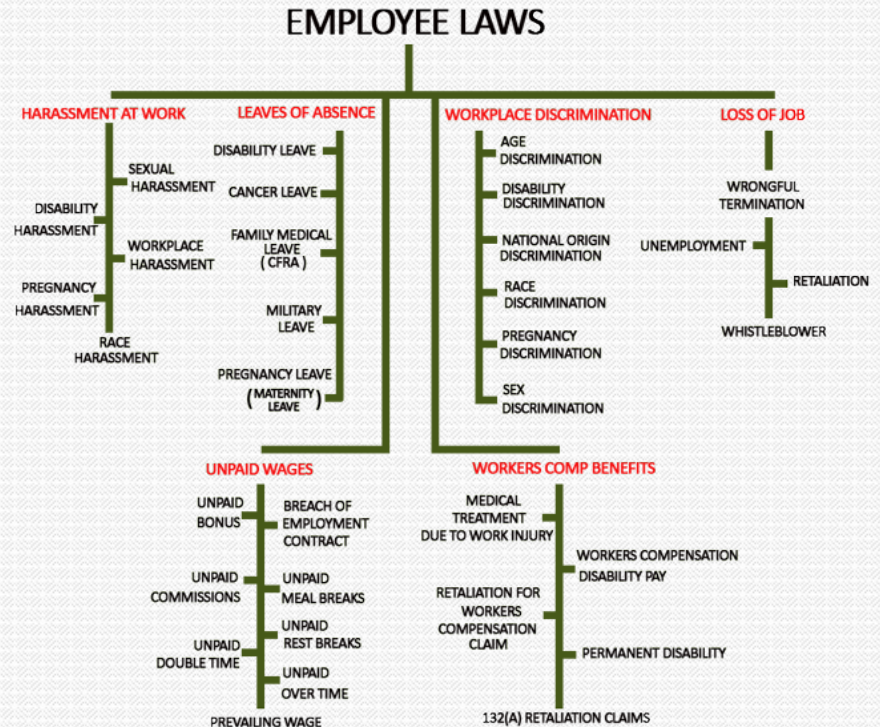 EMPLOYEE LAWS
HARASSMENT AT WORK
SEXUAL
HARASSMENT
DISABILITY
HARASSMENT
WORKPLACE
HARASSMENT
PREGNANCY
HARASSMENT
RACE
HARASSMENT
LEAVES OF ABSENCE
DISABILITY LEAVE
CANCER LEAVE
FAMILY MEDICAL
LEAVE
( CFRA )
MILITARY
LEAVE
PREGNANCY LEAVE
(MATERNITY
LEAVE)
WORKPLACE DISCRIMINATION
AGE
DISCRIMINATION
DISABILITY
DISCRIMINATION
NATIONAL ORIGIN
DISCRIMINATION
RACE
DISCRIMINATION
PREGNANCY
DISCRIMINATION
SEX
DISCRIMINATION
LOSS OF JOB
WRONGFUL
TERMINATION
UNEMPLOYMENT
RETALIATION
WHISTLEBLOWER
UNPAID WAGES
UNPAID
BONUS
BREACH OF
EMPLOYMENT
CONTRACT
UNPAID
COMMISSIONS
UNPAID
MEAL BREAKS
UNPAID
REST BREAKS
UNPAID
DOUBLE TIME
UNPAID
OVER TIME
PREVAILING WAGE
WORKERS COMP BENEFITS
MEDICAL
TREATMENT
DUE TO WORK INJURY
WORKERS COMPENSATION
DISABILITY PAY
RETALIATION FOR
WORKERS
COMPENSATION
CLAIM
PERMANENT DISABILITY
132(A) RETALIATION CLAIMS